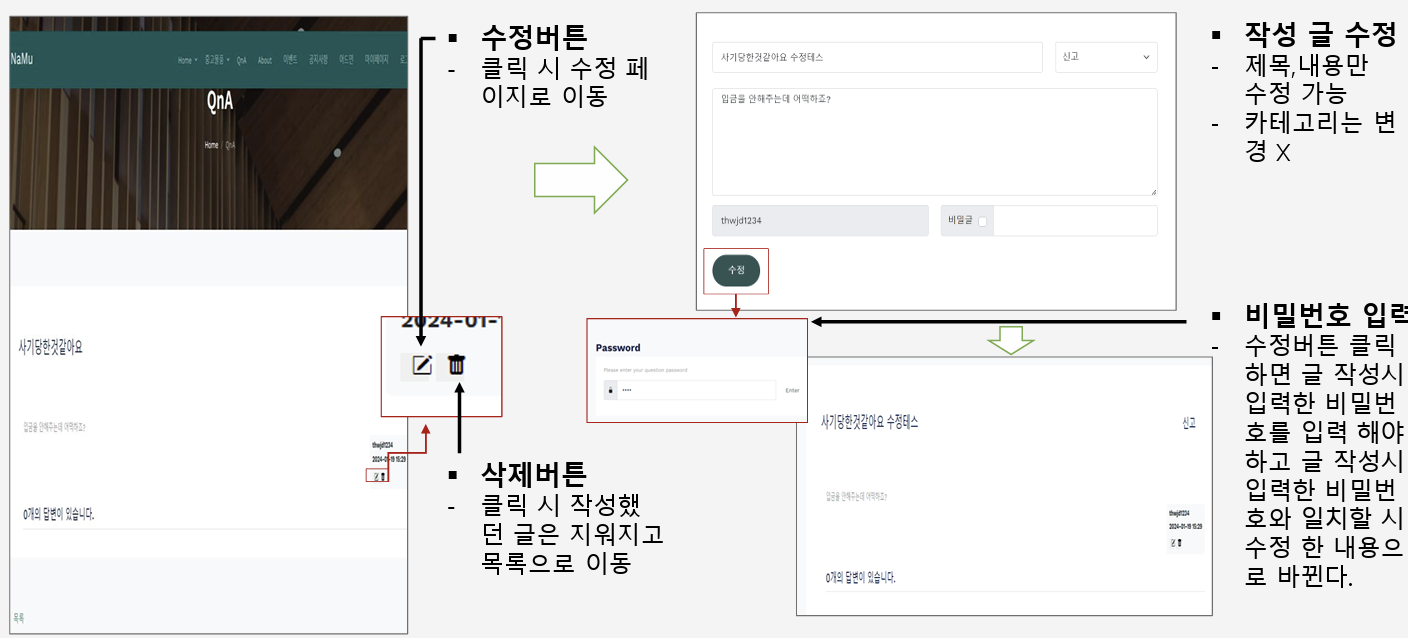 NaMu
Home 중고물품 QnA About 이벤트 공지사항 어드민 마이페이지 로그
QnA
Home / QnA
사기당한것같아요
입금을 안해주는데 어떡하죠?
thwjd1234
2024-01-19 15:29
0개의 답변이 있습니다.
목록
▪ 수정버튼
- 클릭 시 수정 페
이지로 이동
2024-01-
▪ 삭제버튼
- 클릭 시 작성했
던 글은 지워지고
목록으로 이동
사기당한것같아요 수정테스
신고
입금을 안해주는데 어떡하죠?
thwjd1234
비밀글
수정
Password
Please enter your question password
····
Enter
사기당한것같아요 수정테스
신고
입금을 안해주는데 어떡하죠?
thwjd1234
2024-01-19 15:29
0개의 답변이 있습니다.
▪ 작성 글 수정
- 제목,내용만
수정 가능
- 카테고리는 변
경 X
▪ 비밀번호 입력
- 수정버튼 클릭
하면 글 작성시
입력한 비밀번
호를 입력 해야
하고 글 작성시
입력한 비밀번
호와 일치할 시
수정 한 내용으
로 바뀐다.